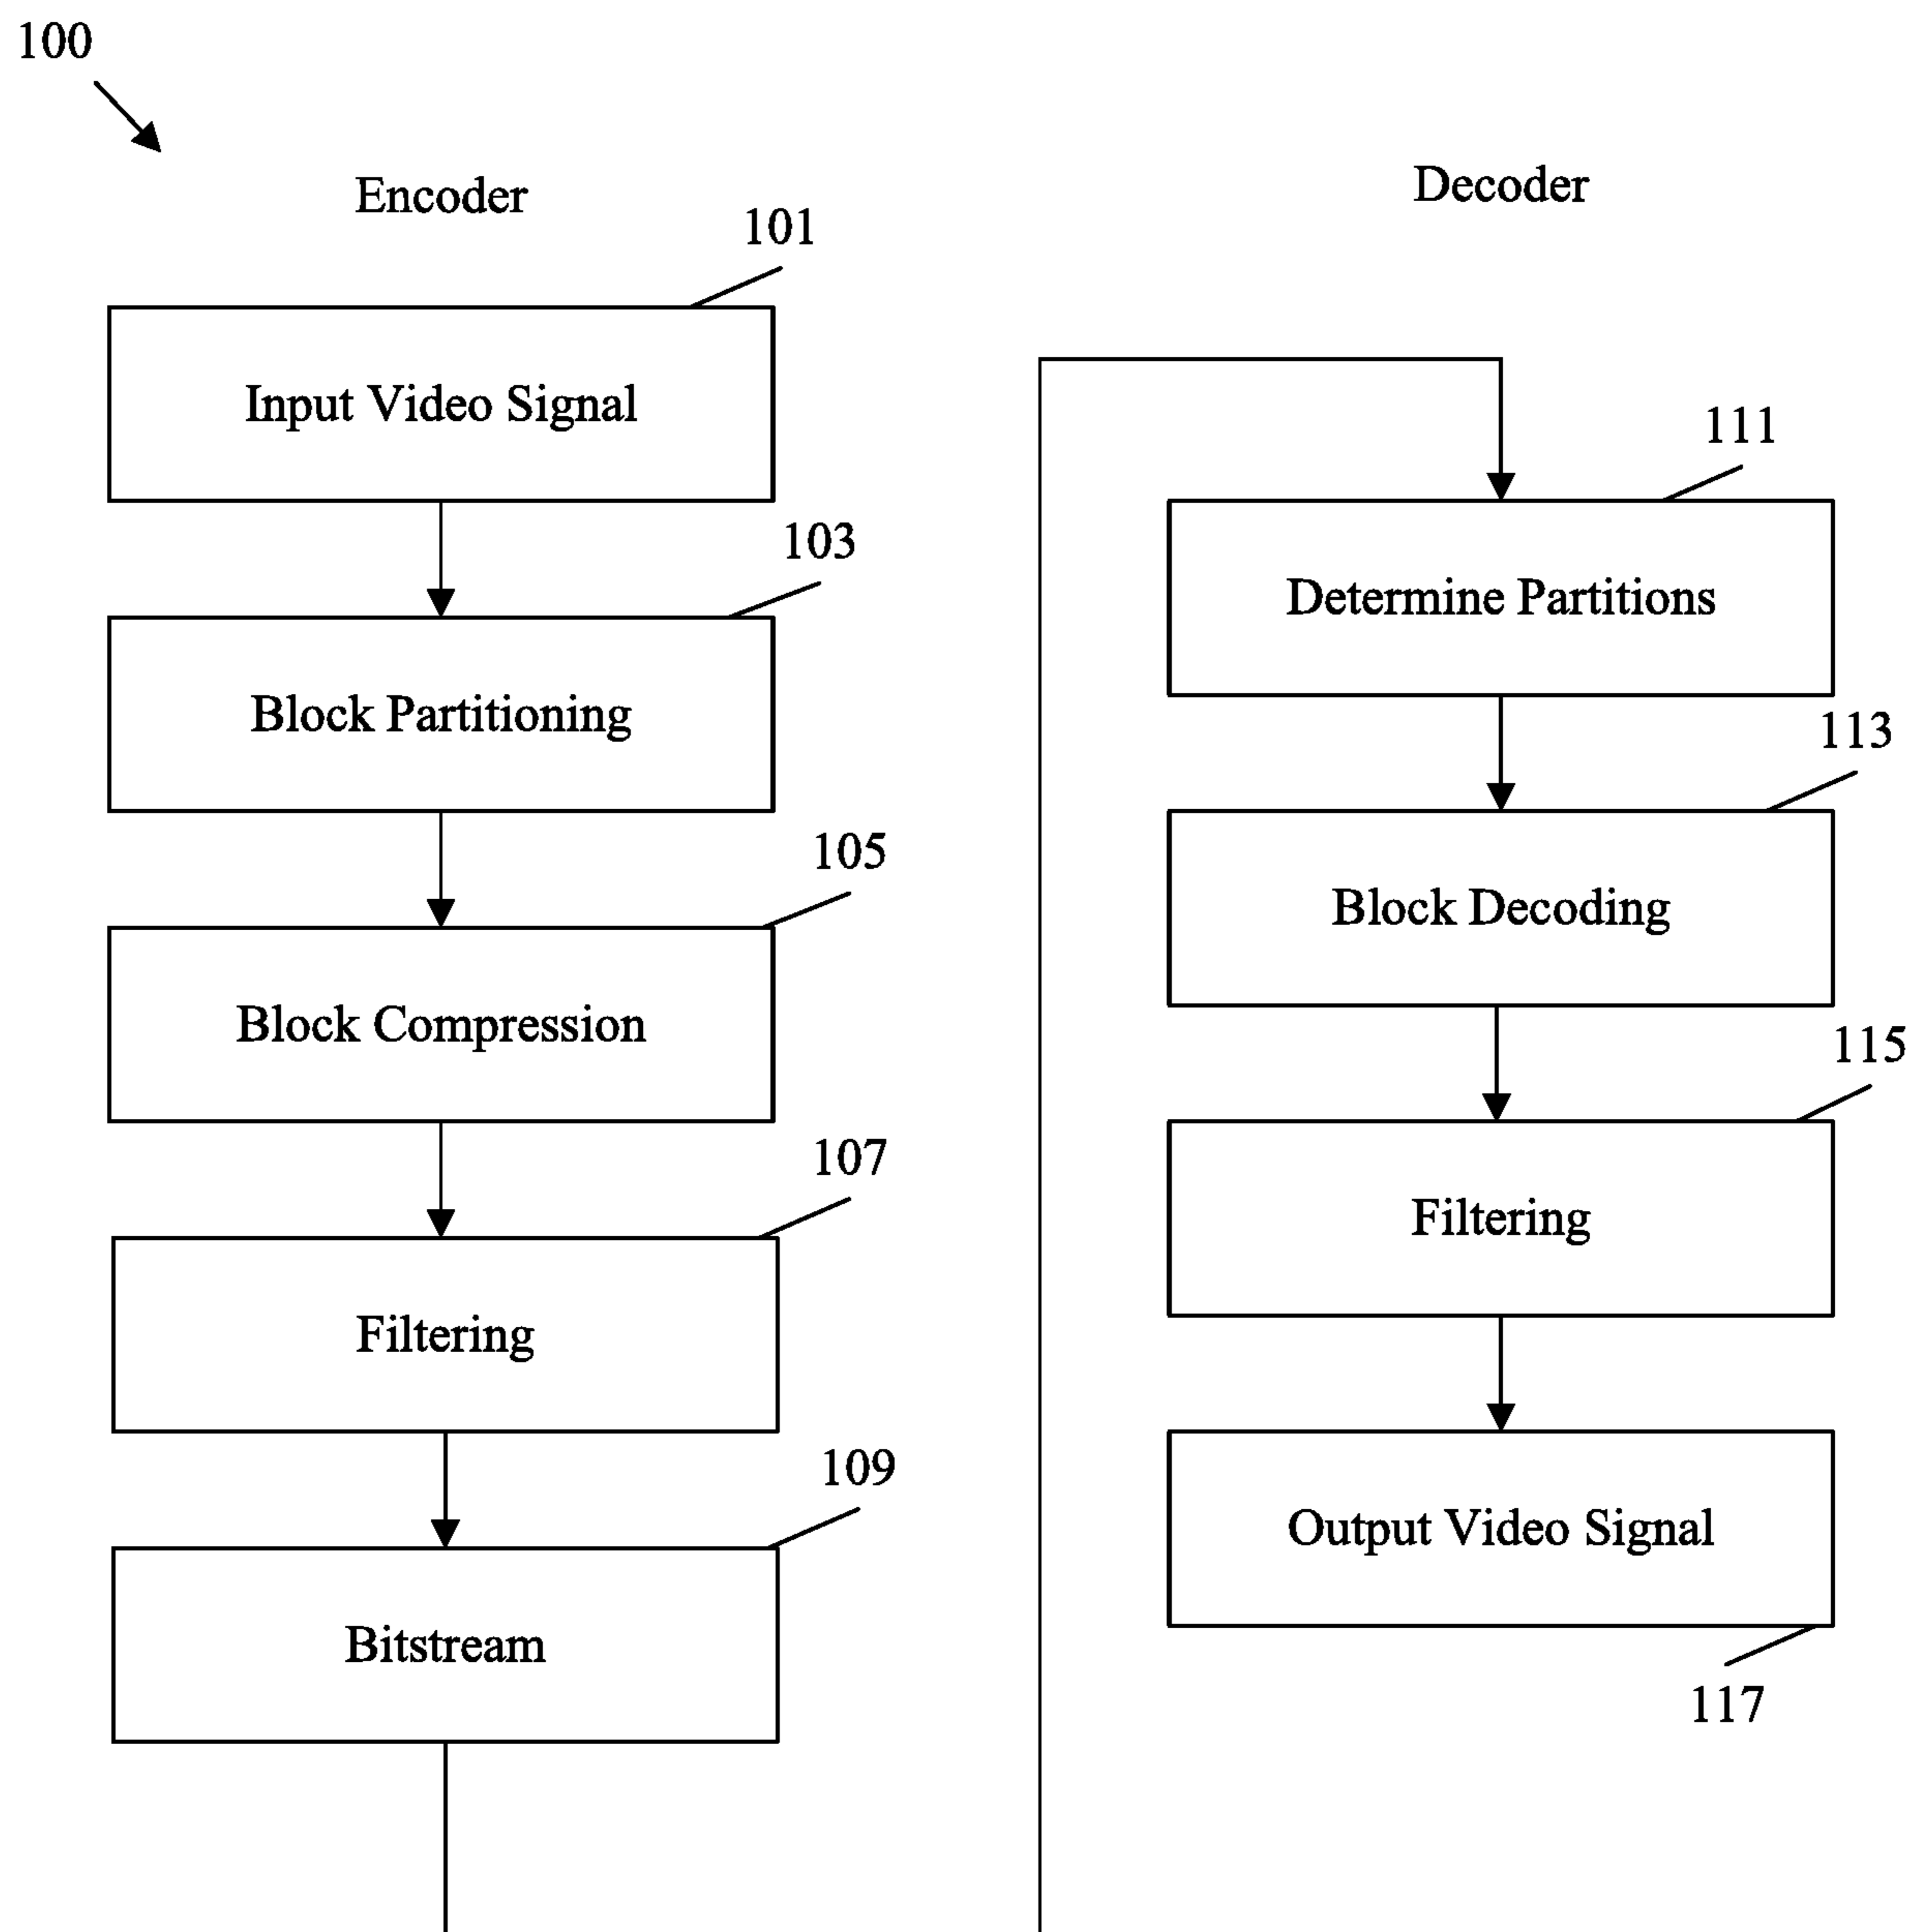 100
Encoder
101
Input Video Signal
103
Block Partitioning
105
Block Compression
107
Filtering
109
Bitstream
Decoder
111
Determine Partitions
113
Block Decoding
115
Filtering
Output Video Signal
117